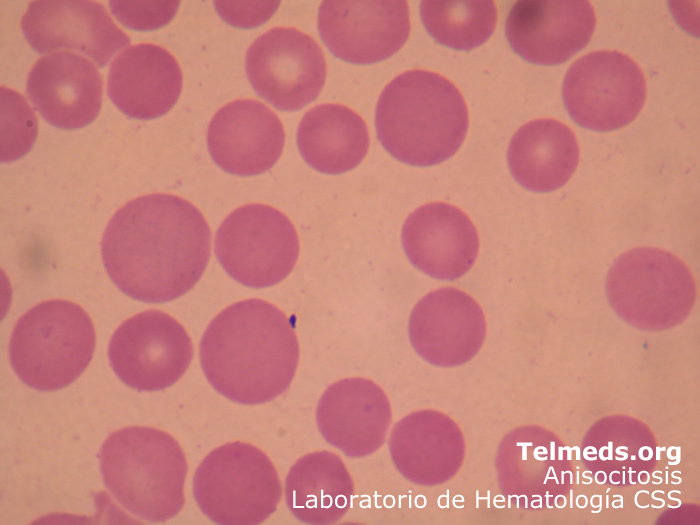 Telmeds.org
Anisocitosis
Laboratorio de Hematología CSS